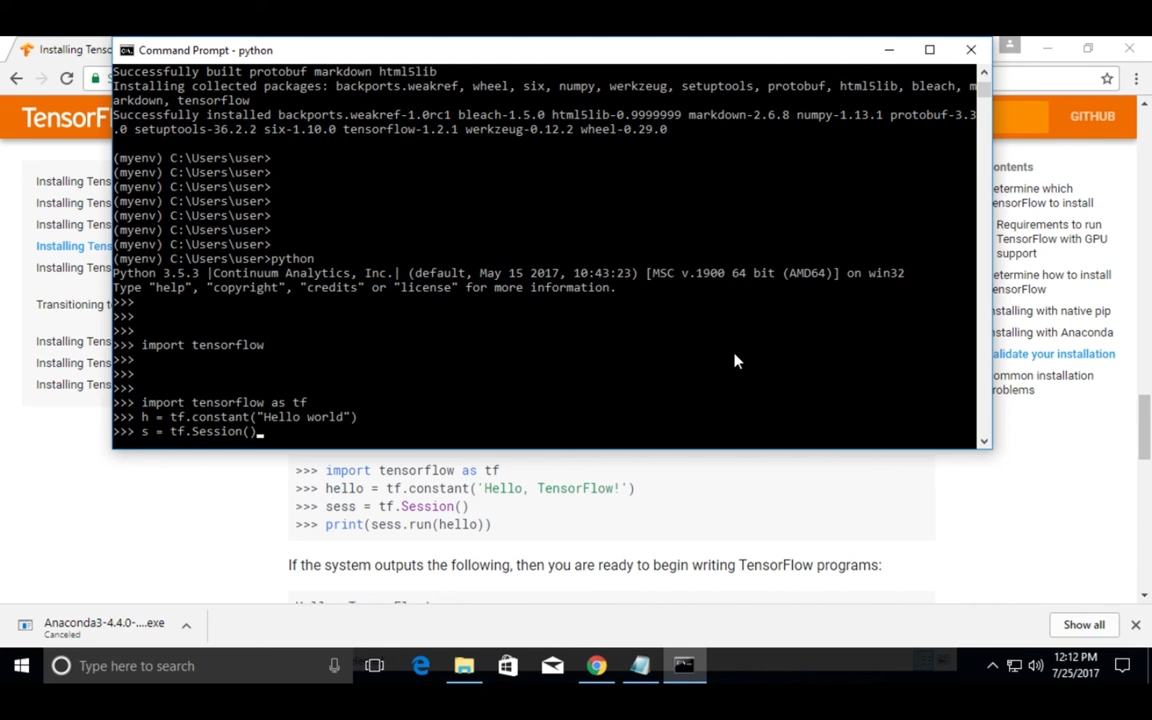 Installing Tenso
Command Prompt - python
Successfully built protobuf markdown html5lib
Installing collected packages: backports.weakref, wheel, six, numpy, werkzeug, setuptools, protobuf, html5lib, bleach, m
arkdown, tensorflow
Successfully installed backports.weakref-1.0rc1 bleach-1.5.0 html5lib-0.9999999 markdown-2.6.8 numpy-1.13.1 protobuf-3.3
.0 setuptools-36.2.2 six-1.10.0 tensorflow-1.2.1 werkzeug-0.12.2 wheel-0.29.0
(myenv) C:\Users\user>
(myenv) C:\Users\user>
(myenv) C:\Users\user>
(myenv) C:\Users\user>
(myenv) C:\Users\user>
(myenv) C:\Users\user>
(myenv) C:\Users\user>
(myenv) C:\Users\user>python
Python 3.5.3 |Continuum Analytics, Inc.| (default, May 15 2017, 10:43:23) [MSC v.1900 64 bit (AMD64)] on win32
Type "help", "copyright", "credits" or "license" for more information.
>>>
>>>
>>>
>>> import tensorflow
>>>
>>>
>>>
>>> import tensorflow as tf
>>> h = tf.constant("Hello world")
>>> s = tf.Session()
TensorF
GITHUB
Installing Tens
Installing Tens
Installing Tens
Installing Tens
Installing Tens
Transitioning to
Installing Tens
Installing Tens
Installing Tens
ontents
etermine which
ensorFlow to install
Requirements to run
TensorFlow with GPU
support
etermine how to install
ensorFlow
nstalling with native pip
nstalling with Anaconda
alidate your installation
ommon installation
roblems
>>> import tensorflow as tf
>>> hello = tf.constant('Hello, TensorFlow!')
>>> sess = tf.Session()
>>> print(sess.run(hello))
If the system outputs the following, then you are ready to begin writing TensorFlow programs:
Anaconda3-4.4.0-....exe
Canceled
Show all
Type here to search
12:12 PM
7/25/2017